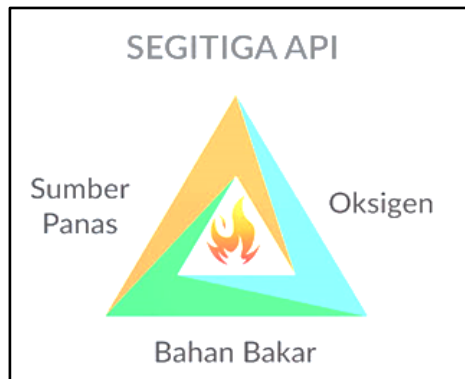 SEGITIGA API
Sumber
Panas
Oksigen
Bahan Bakar